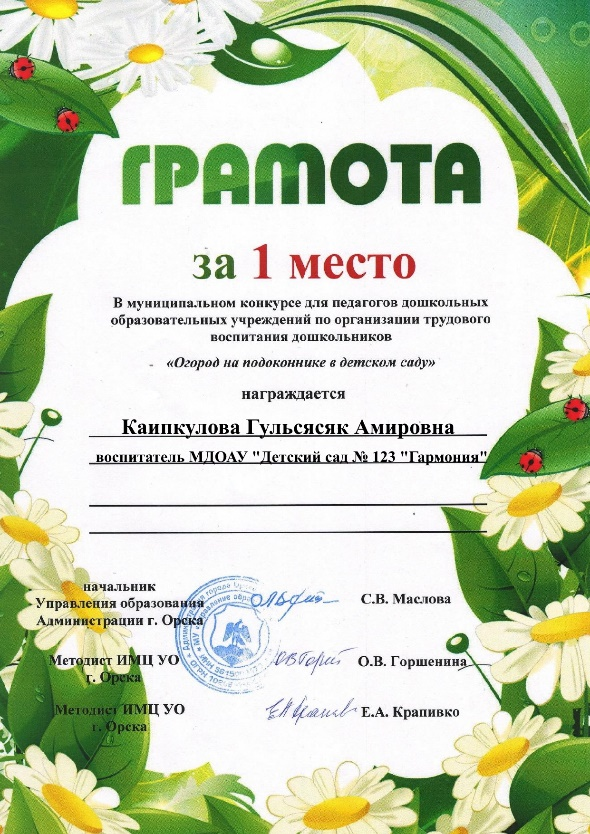 ГРАМОТА
за 1 место
В муниципальном конкурсе для педагогов дошкольных
образовательных учреждений по организации трудового
воспитания дошкольников
«Огород на подоконнике в детском саду»
награждается
Каипкулова Гульсясяк Амировна
воспитатель МДОАУ "Детский сад № 123 "Гармония"
начальник
Управления образования
Администрации г. Орска
С.В. Маслова
Методист ИМЦ УО
г. Орска
О.В. Горшенина
Методист ИМЦ УО
г. Орска
Е.А. Крапивко